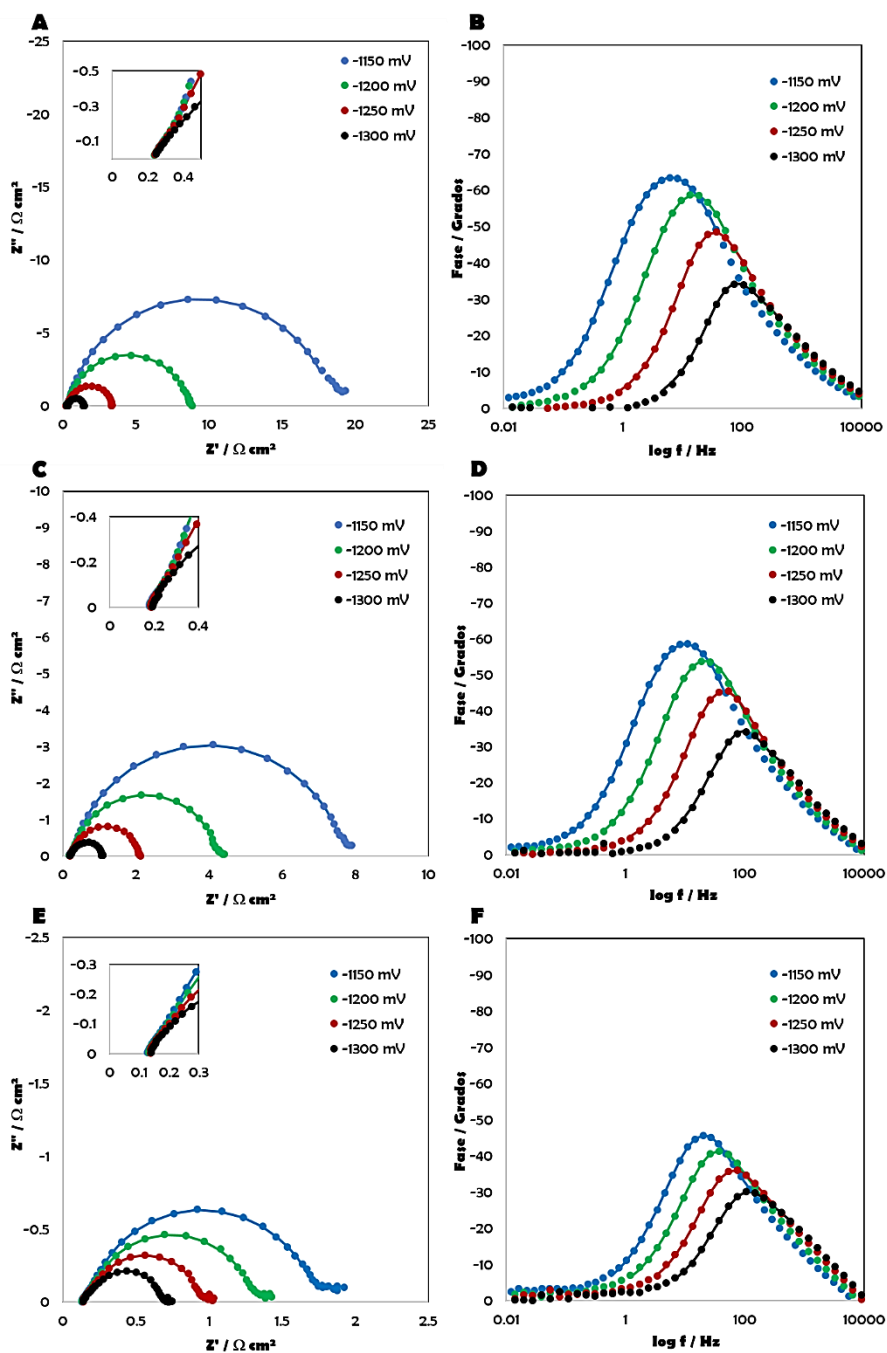 A
-25
-20
-15
-10
-5
0
0 5 10 15 20 25
Z'' / Ω cm²
Z' / Ω cm²
-0.5
-0.3
-0.1
0 0.2 0.4
-1150 mV
-1200 mV
-1250 mV
-1300 mV
B
-100
-90
-80
-70
-60
-50
-40
-30
-20
-10
0
0.01 1 100 10000
Fase / Grados
log f / Hz
-1150 mV
-1200 mV
-1250 mV
-1300 mV
C
-10
-9
-8
-7
-6
-5
-4
-3
-2
-1
0
0 2 4 6 8 10
Z'' / Ω cm²
Z' / Ω cm²
-0.4
-0.2
0
0 0.2 0.4
-1150 mV
-1200 mV
-1250 mV
-1300 mV
D
-100
-90
-80
-70
-60
-50
-40
-30
-20
-10
0
0.01 1 100 10000
Fase / Grados
log f / Hz
-1150 mV
-1200 mV
-1250 mV
-1300 mV
E
-2.5
-2
-1.5
-1
-0.5
0
0 0.5 1 1.5 2 2.5
Z'' / Ω cm²
Z' / Ω cm²
-0.3
-0.2
-0.1
0
0 0.1 0.2 0.3
-1150 mV
-1200 mV
-1250 mV
-1300 mV
F
-100
-90
-80
-70
-60
-50
-40
-30
-20
-10
0
0.01 1 100 10000
Fase / Grados
log f / Hz
-1150 mV
-1200 mV
-1250 mV
-1300 mV